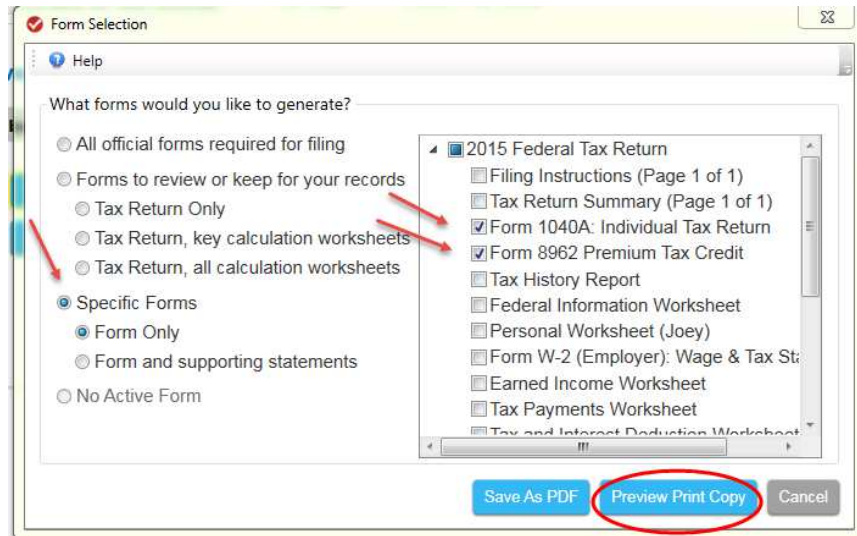 Form Selection
Help
What forms would you like to generate?
All official forms required for filing
Forms to review or keep for your records
Tax Return Only
Tax Return, key calculation worksheets
Tax Return, all calculation worksheets
Specific Forms
Form Only
Form and supporting statements
No Active Form
2015 Federal Tax Return
Filing Instructions (Page 1 of 1)
Tax Return Summary (Page 1 of 1)
Form 1040A: Individual Tax Return
Form 8962 Premium Tax Credit
Tax History Report
Federal Information Worksheet
Personal Worksheet (Joey)
Form W-2 (Employer): Wage & Tax Sta
Earned Income Worksheet
Tax Payments Worksheet
Tax and Interest Deduction Worksheet
Save As PDF
Preview Print Copy
Cancel